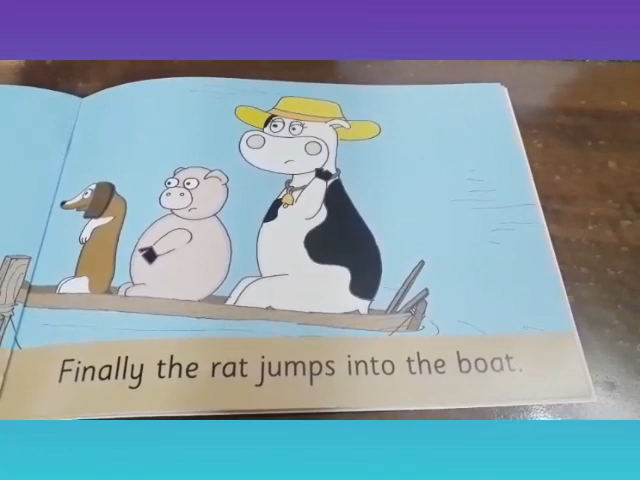 Finally the rat jumps into the boat.